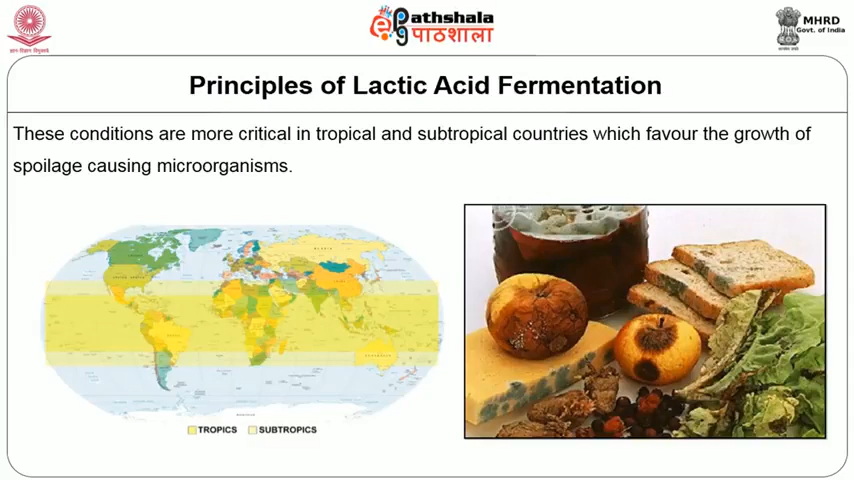 ज्ञान-विज्ञान विमुक्तये
ePathshala
पाठशाला
MHRD
Govt. of India
Principles of Lactic Acid Fermentation
These conditions are more critical in tropical and subtropical countries which favour the growth of
spoilage causing microorganisms.
TROPICS
SUBTROPICS